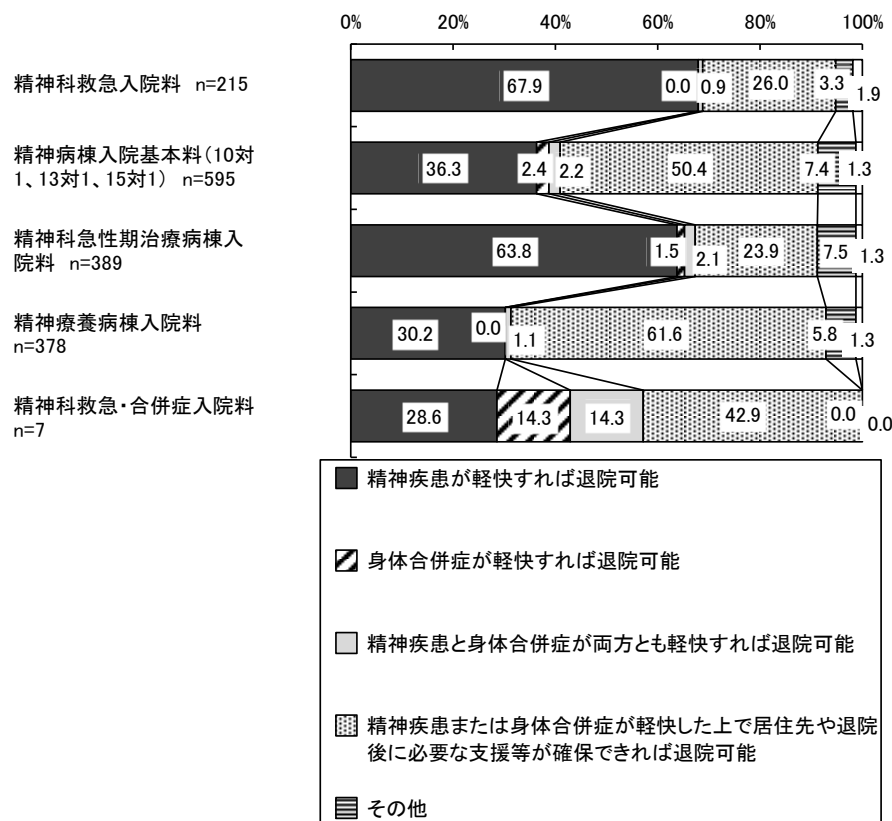 0% 20% 40% 60% 80% 100%
精神科救急入院料 n=215
67.9 0.0 0.9 26.0 3.3 1.9
精神病棟入院基本料(10対
1、13対1、15対1) n=595
36.3 2.4 2.2 50.4 7.4 1.3
精神科急性期治療病棟入
院料 n=389
63.8 1.5 2.1 23.9 7.5 1.3
精神療養病棟入院料
n=378
30.2 0.0 1.1 61.6 5.8 1.3
精神科救急・合併症入院料
n=7
28.6 14.3 14.3 42.9 0.0 0.0
精神疾患が軽快すれば退院可能
身体合併症が軽快すれば退院可能
精神疾患と身体合併症が両方とも軽快すれば退院可能
精神疾患または身体合併症が軽快した上で居住先や退院
後に必要な支援等が確保できれば退院可能
その他